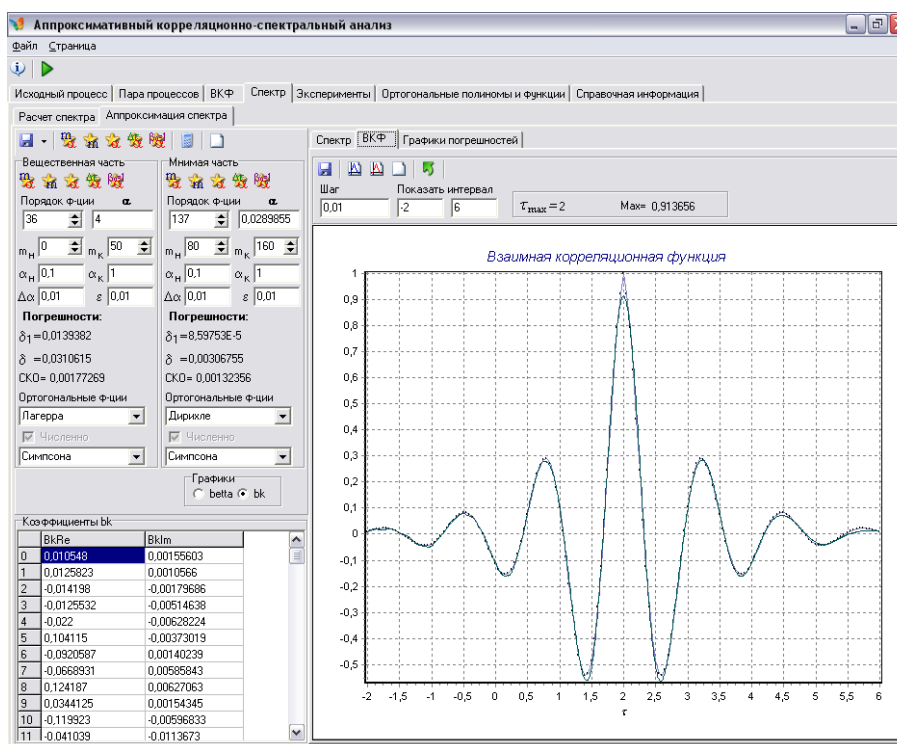 Аппроксимативный корреляционно-спектральный анализ
Файл Страница
Исходный процесс Пара процессов ВКФ Спектр Эксперименты Ортогональные полиномы и функции Справочная информация
Расчет спектра Аппроксимация спектра
Вещественная часть
Порядок ф-ции α
36 4
mн 0 mк 50
αн 0,1 αк 1
Δα 0,01 ε 0,01
Погрешности:
δ1=0,0139382
δ =0,0310615
СКО= 0,00177269
Ортогональные ф-ции
Лагерра
Численно
Симпсона
Мнимая часть
Порядок ф-ции α
137 0,0289855
mн 80 mк 160
αн 0,1 αк 1
Δα 0,01 ε 0,01
Погрешности:
δ1=8,59753E-5
δ =0,00306755
СКО= 0,00132356
Ортогональные ф-ции
Дирихле
Численно
Симпсона
Графики
betta bk
Коэффициенты bk
BkRe BkIm
0 0,010548 0,00155603
1 0,0125823 0,0010566
2 -0,014198 -0,00179686
3 -0,0125532 -0,00514638
4 -0,022 -0,00628224
5 0,104115 -0,00373019
6 -0,0920587 0,00140239
7 -0,0668931 0,00585843
8 0,124187 0,00627063
9 0,0344125 0,00154345
10 -0,119923 -0,00596833
11 -0,041039 -0,0113673
Спектр ВКФ Графики погрешностей
Шаг Показать интервал
0,01 -2 6
τmax=2 Max= 0,913656
Взаимная корреляционная функция
1
0,9
0,8
0,7
0,6
0,5
0,4
0,3
0,2
0,1
0
-0,1
-0,2
-0,3
-0,4
-0,5
-2 -1,5 -1 -0,5 0 0,5 1 1,5 2 2,5 3 3,5 4 4,5 5 5,5 6
τ